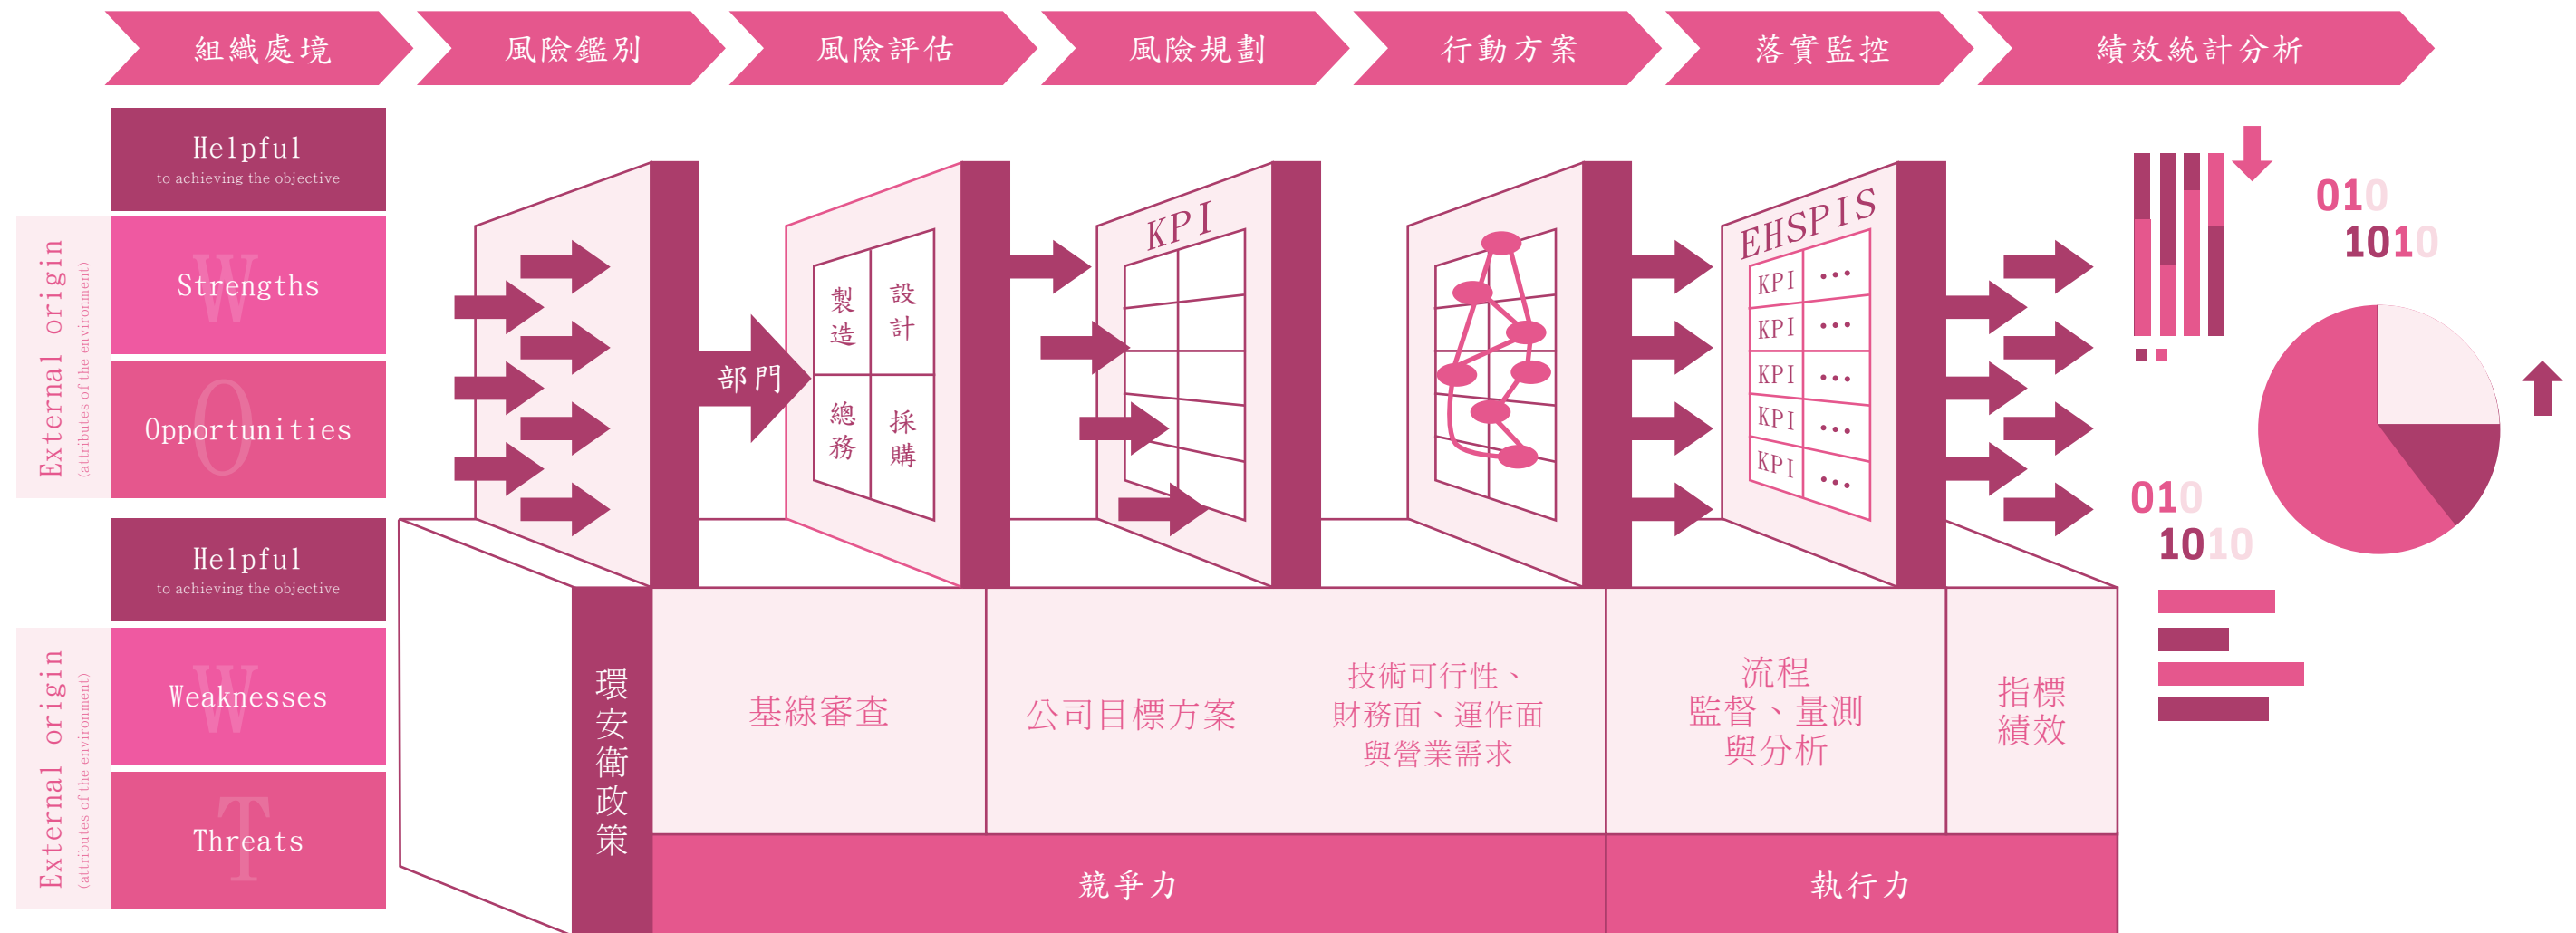 組織處境
風險鑑別
風險評估
風險規劃
行動方案
落實監控
績效統計分析
Helpful
to achieving the objective
External origin
(attributes of the environment)
W
Strengths
O
Opportunities
Helpful
to achieving the objective
External origin
(attributes of the environment)
W
Weaknesses
T
Threats
部門
製造
設計
總務
採購
KPI
EHSPIS
KPI ...
KPI ...
KPI ...
KPI ...
KPI ...
010
1010
010
1010
環安衛政策
基線審查
公司目標方案
技術可行性、
財務面、運作面
與營業需求
流程
監督、量測
與分析
指標
績效
競爭力
執行力